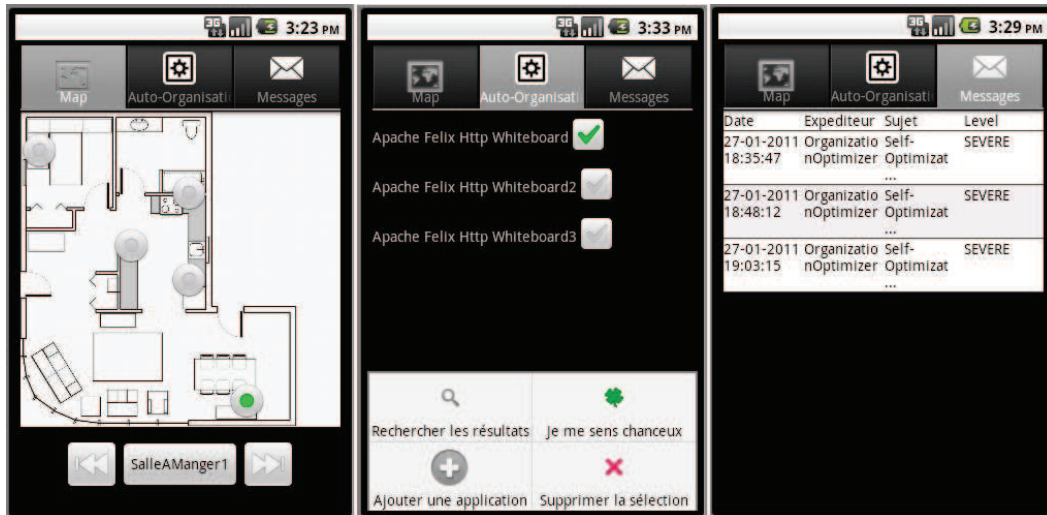 3G 3:23 PM
Map Auto-Organisati Messages
SalleAManger1
3G 3:33 PM
Map Auto-Organisati Messages
Apache Felix Http Whiteboard
Apache Felix Http Whiteboard2
Apache Felix Http Whiteboard3
Rechercher les résultats Je me sens chanceux
Ajouter une application Supprimer la sélection
3G 3:29 PM
Map Auto-Organisati Messages
Date Expediteur Sujet Level
27-01-2011 Organizatio Self- SEVERE
18:35:47 nOptimizer Optimizat
...
27-01-2011 Organizatio Self- SEVERE
18:48:12 nOptimizer Optimizat
...
27-01-2011 Organizatio Self- SEVERE
19:03:15 nOptimizer Optimizat
...